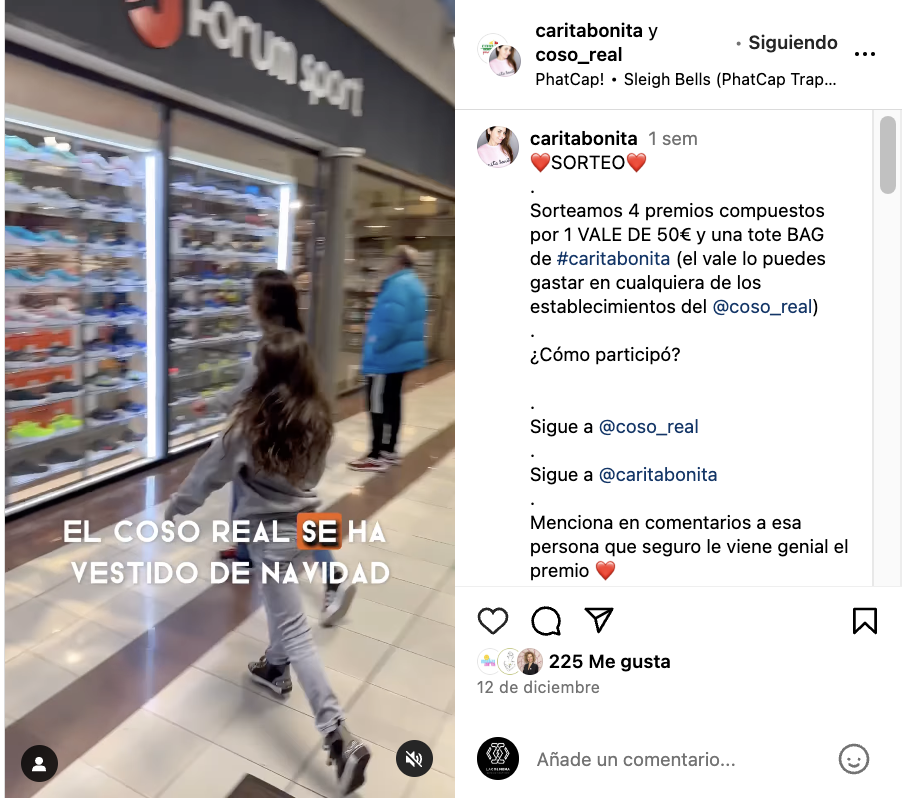 Forum sport
EL COSO REAL SE HA
VESTIDO DE NAVIDAD
caritabonita y
coso_real
• Siguiendo
PhatCap! • Sleigh Bells (PhatCap Trap...
caritabonita 1 sem
❤️SORTEO❤️
.
Sorteamos 4 premios compuestos
por 1 VALE DE 50€ y una tote BAG
de #caritabonita (el vale lo puedes
gastar en cualquiera de los
establecimientos del @coso_real)
.
¿Cómo participó?
.
Sigue a @coso_real
.
Sigue a @caritabonita
.
Menciona en comentarios a esa
persona que seguro le viene genial el
premio ❤️
225 Me gusta
12 de diciembre
Añade un comentario...